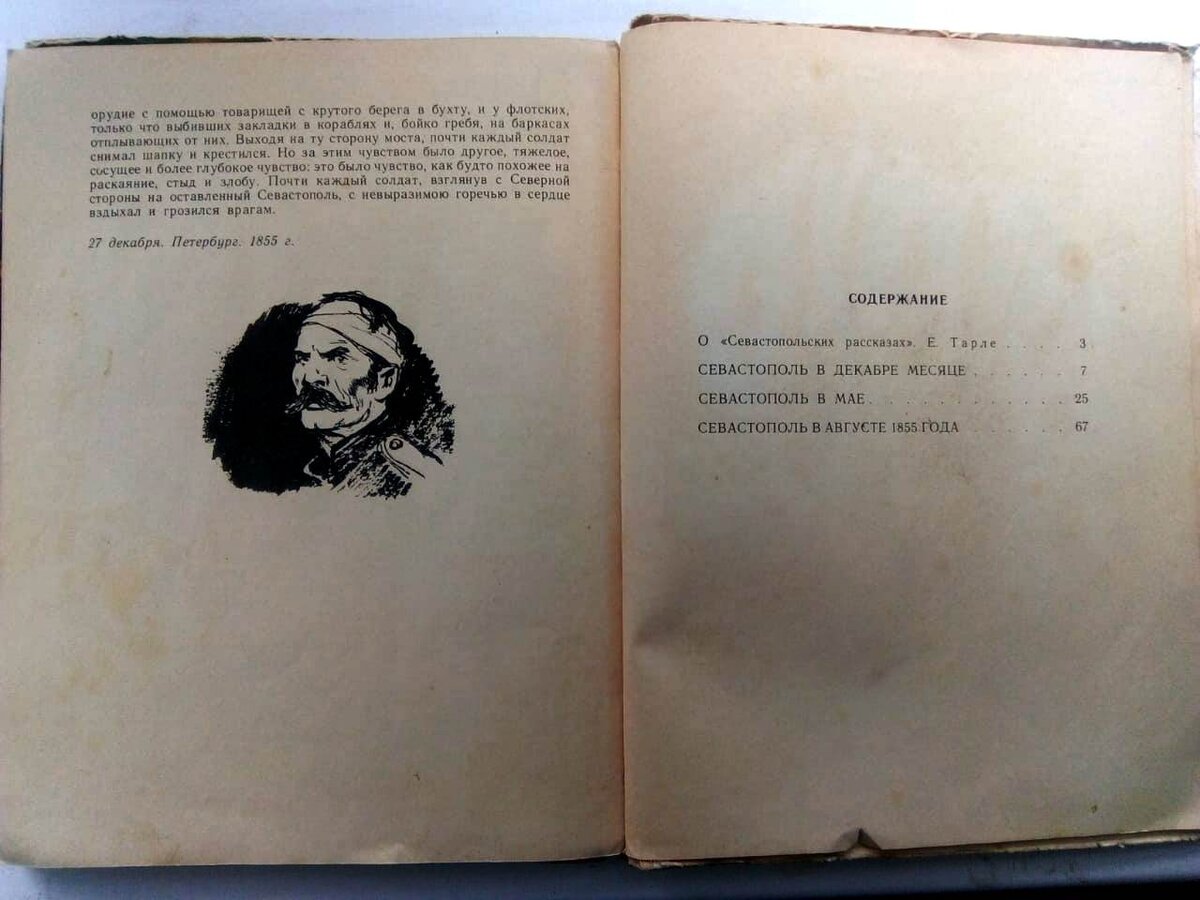 орудие с помощью товарищей с крутого берега в бухту, и у флотских,
только что выбивших закладки в кораблях и, бойко гребя, на баркасах
отплывающих от них. Выходя на ту сторону моста, почти каждый солдат
снимал шапку и крестился. Но за этим чувством было другое, тяжелое,
сосущее и более глубокое чувство: это было чувство, как будто похожее на
раскаяние, стыд и злобу. Почти каждый солдат, взглянув с Северной
стороны на оставленный Севастополь, с невыразимою горечью в сердце
вздыхал и грозился врагам.
27 декабря. Петербург. 1855 г.
СОДЕРЖАНИЕ
О «Севастопольских рассказах». Е. Тарле . . . . 3
СЕВАСТОПОЛЬ В ДЕКАБРЕ МЕСЯЦЕ . . . . . . 7
СЕВАСТОПОЛЬ В МАЕ . . . . . . . . . . . . 25
СЕВАСТОПОЛЬ В АВГУСТЕ 1855 ГОДА . . . . . . 67